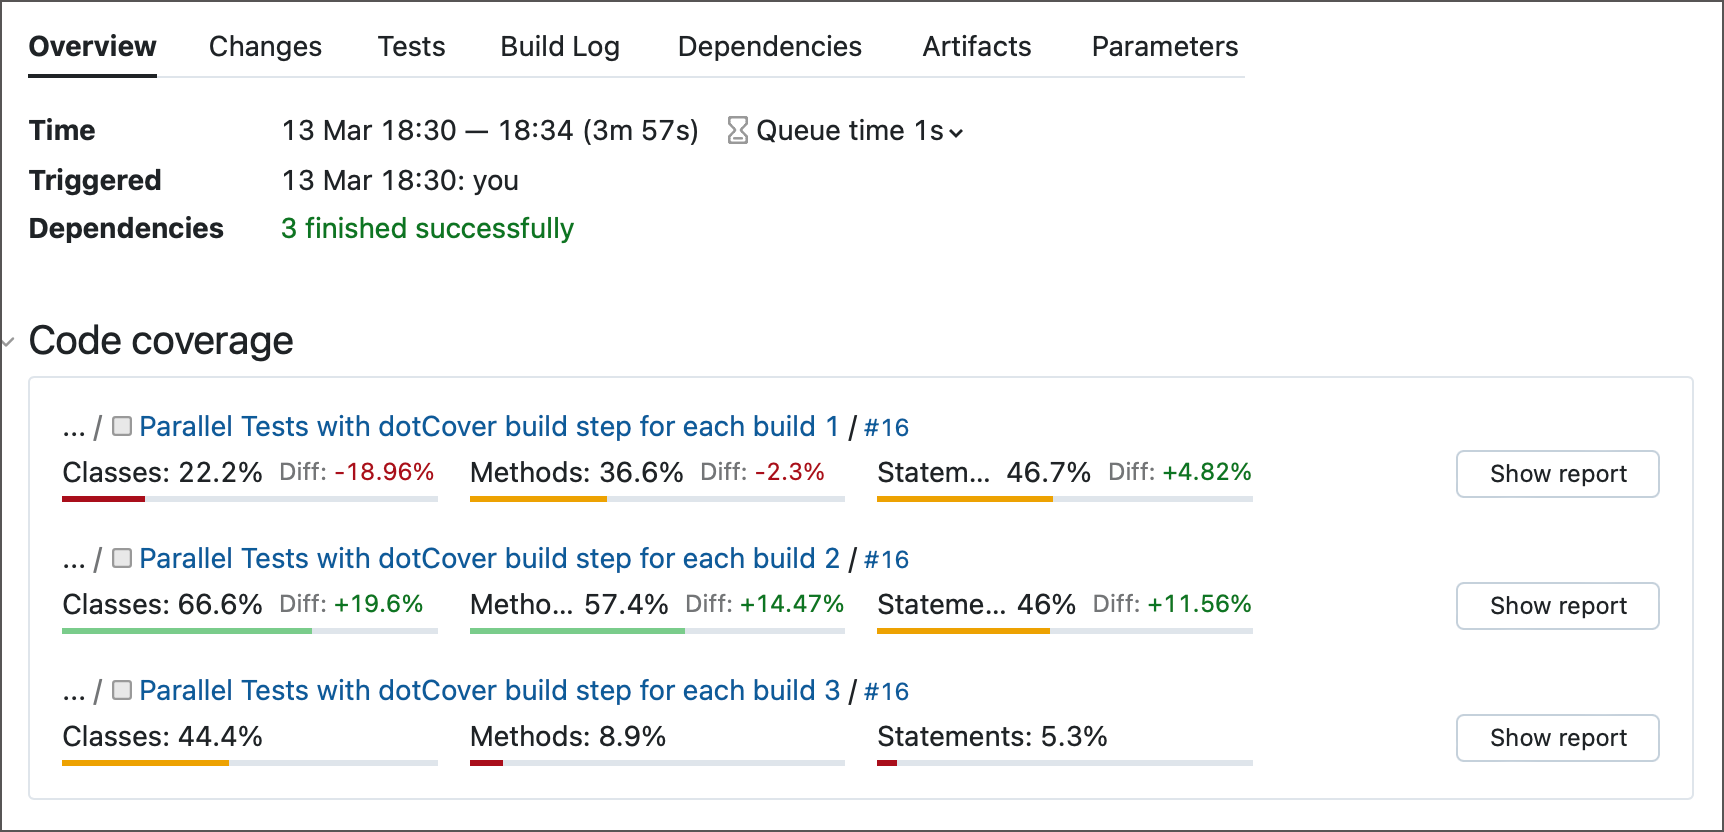 Overview Changes Tests Build Log Dependencies Artifacts Parameters
Time 13 Mar 18:30 — 18:34 (3m 57s) Queue time 1s
Triggered 13 Mar 18:30: you
Dependencies 3 finished successfully
Code coverage
... / Parallel Tests with dotCover build step for each build 1 / #16
Classes: 22.2% Diff: -18.96% Methods: 36.6% Diff: -2.3% Statem... 46.7% Diff: +4.82% Show report
... / Parallel Tests with dotCover build step for each build 2 / #16
Classes: 66.6% Diff: +19.6% Metho... 57.4% Diff: +14.47% Stateme... 46% Diff: +11.56% Show report
... / Parallel Tests with dotCover build step for each build 3 / #16
Classes: 44.4% Methods: 8.9% Statements: 5.3% Show report